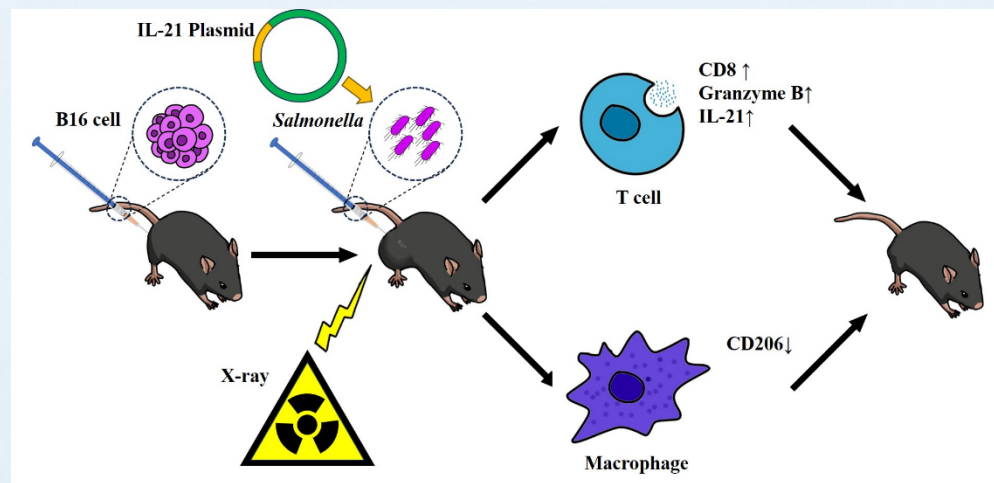 IL-21 Plasmid
B16 cell
Salmonella
X-ray
CD8 ↑
Granzyme B↑
IL-21↑
T cell
CD206↓
Macrophage